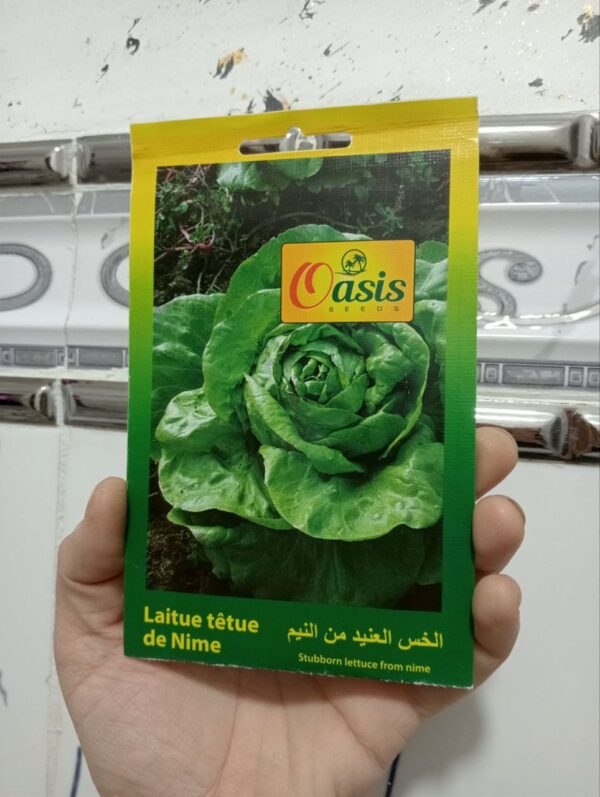 Oasis
SEEDS
Laitue têtue
de Nime
الخس العنيد من النيم
Stubborn lettuce from nime